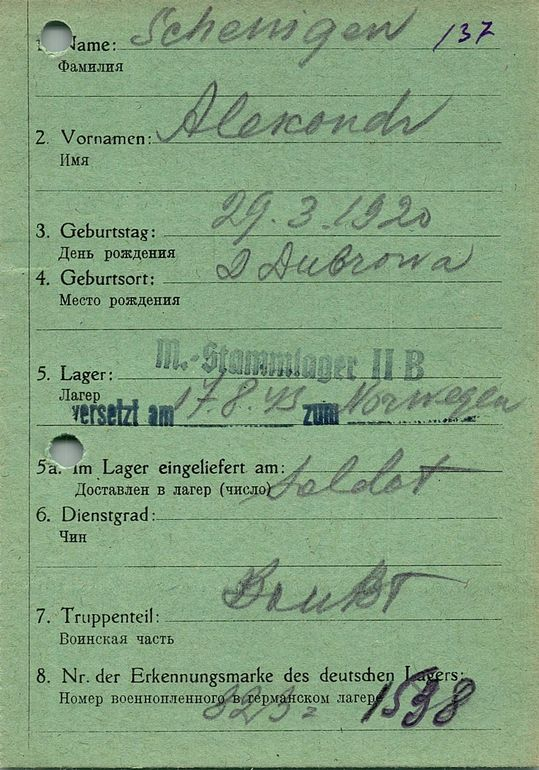 1. Name: Schenigen 137
Фамилия
2. Vornamen: Alexandr
Имя
29.3.1920
3. Geburtstag:
День рождения
D Dubrowa
4. Geburtsort:
Место рождения
M.-Stammlager II B
5. Lager:
Лагер
versetzt am 17.8.43 zum Norwegen
5a. Im Lager eingeliefert am:
Доставлен в лагер (число)
Soldat
6. Dienstgrad:
Чин
7. Truppenteil:
Воинская часть
8. Nr. der Erkennungsmarke des deutschen Lagers:
Номер военнопленного в германском лагере